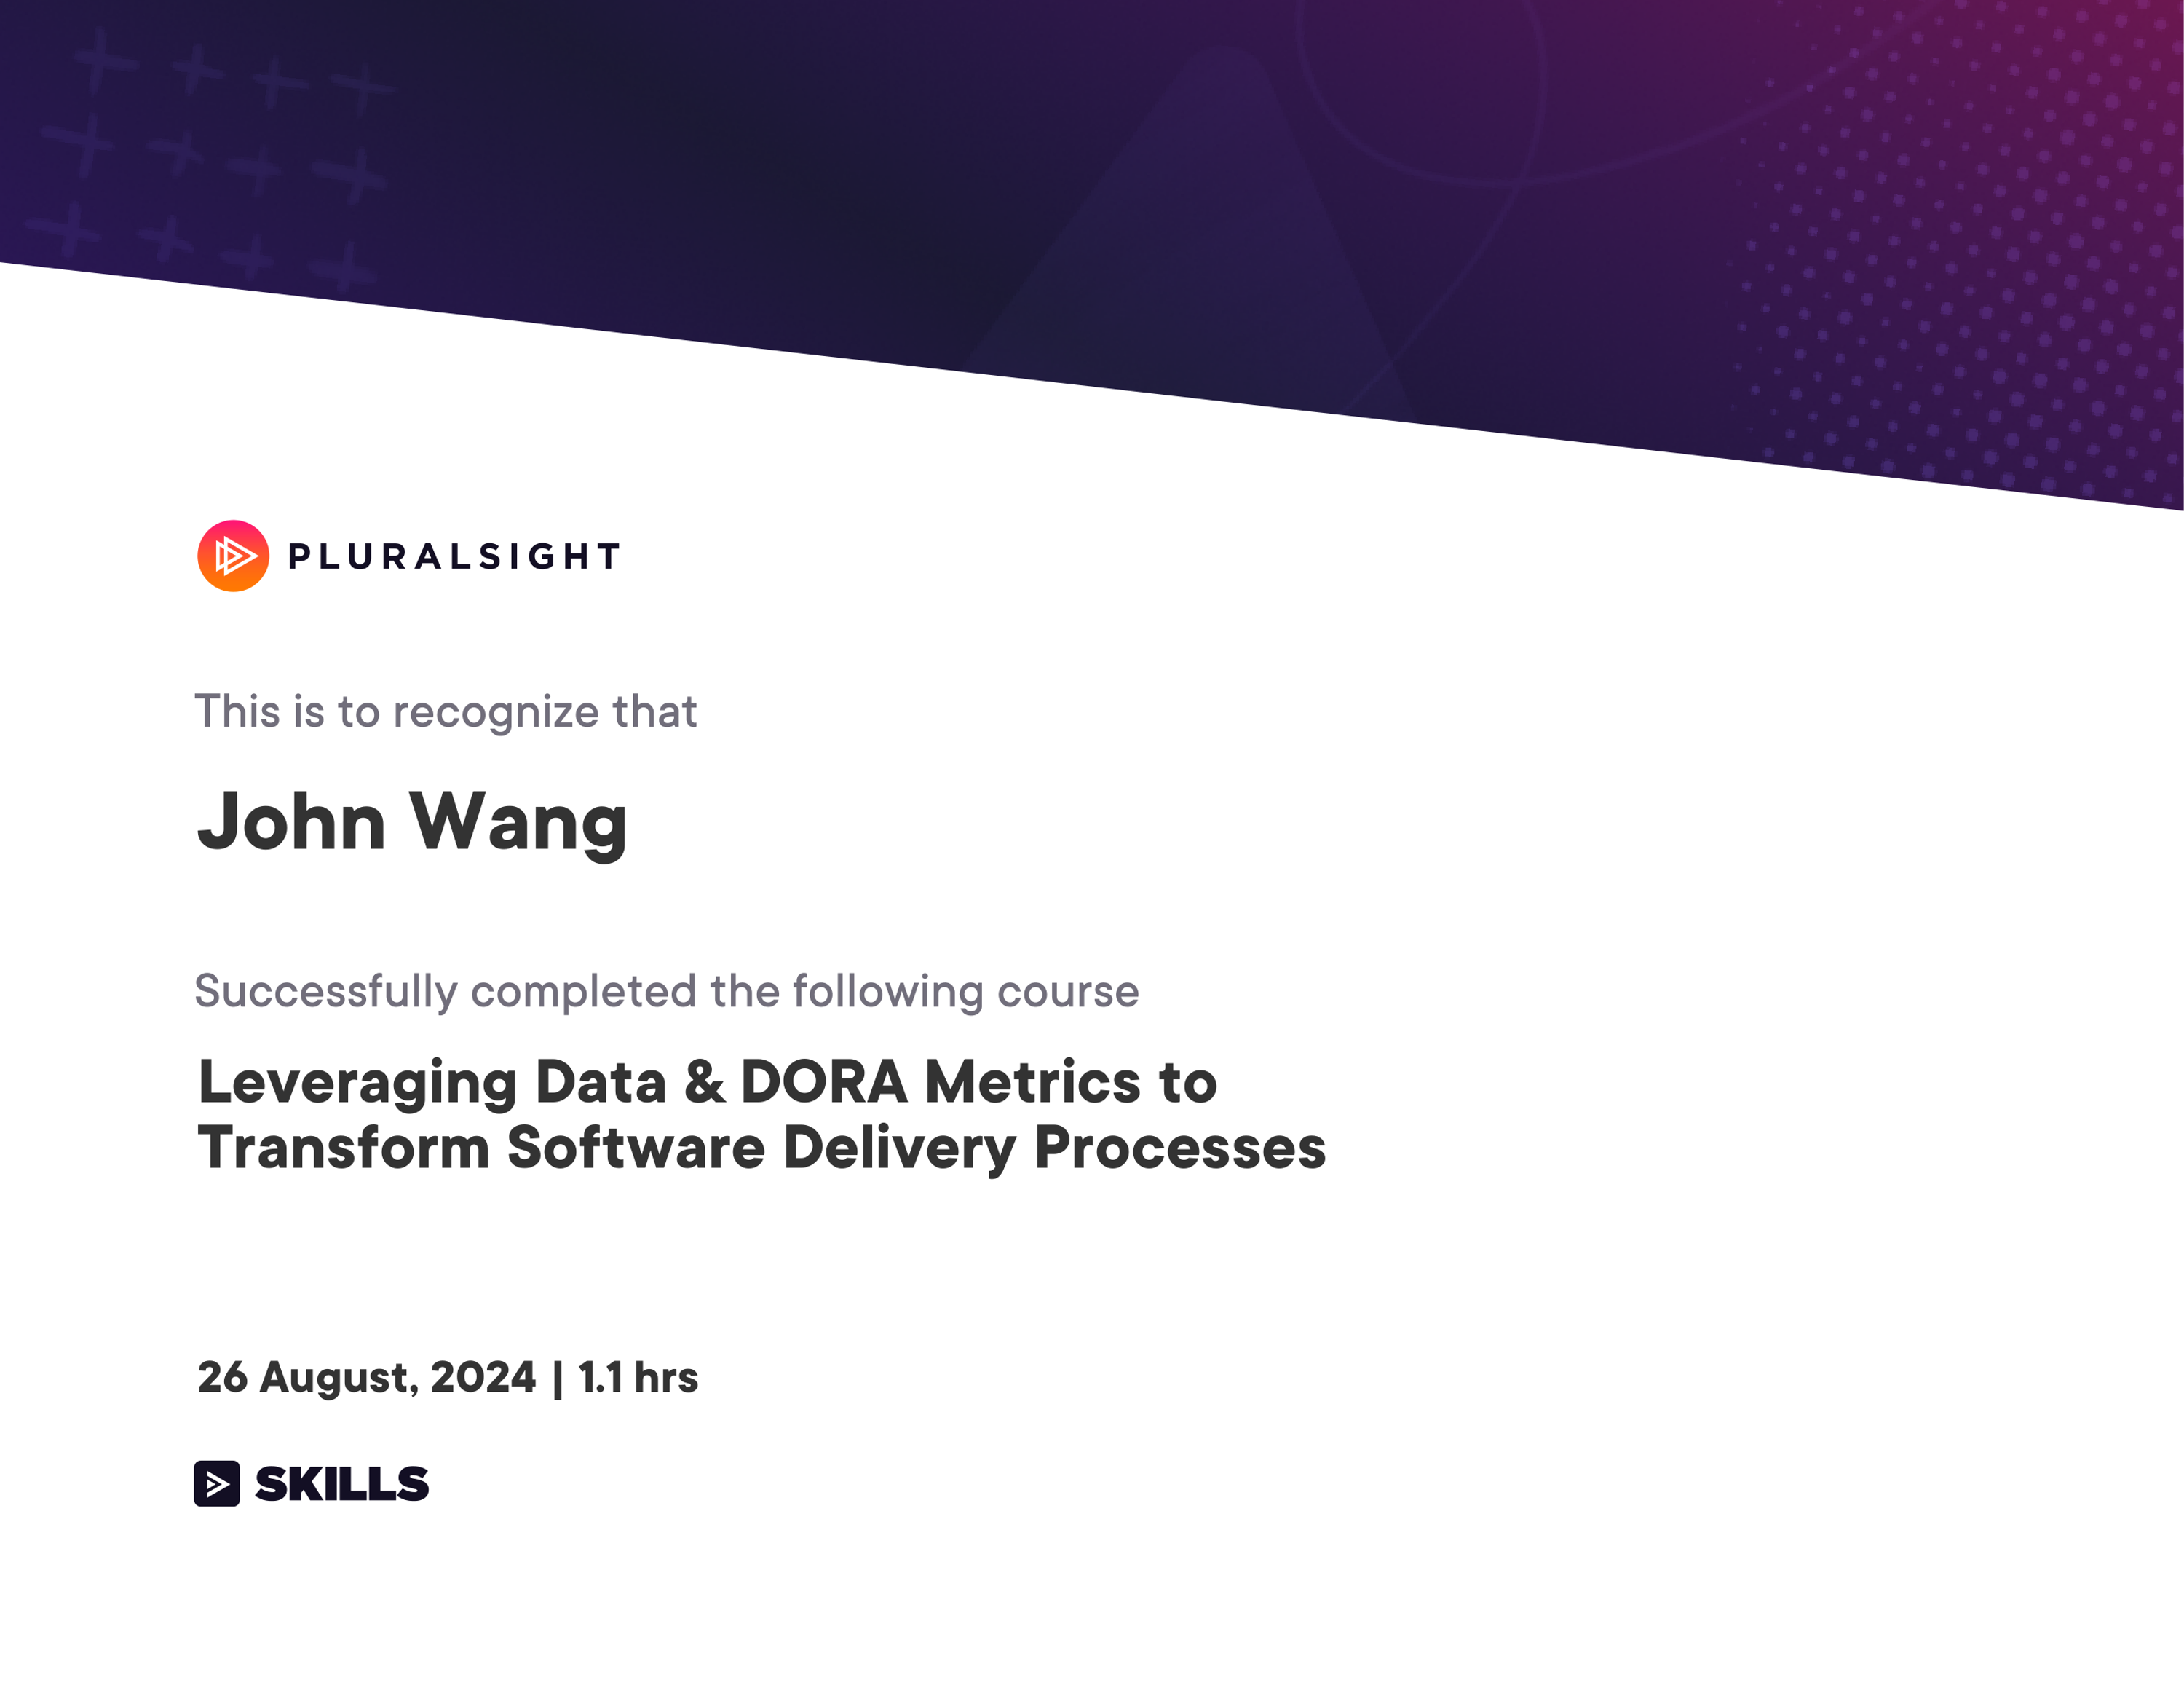 PLURALSIGHT
This is to recognize that
John Wang
Successfully completed the following course
Leveraging Data & DORA Metrics to
Transform Software Delivery Processes
26 August, 2024 | 1.1 hrs
SKILLS